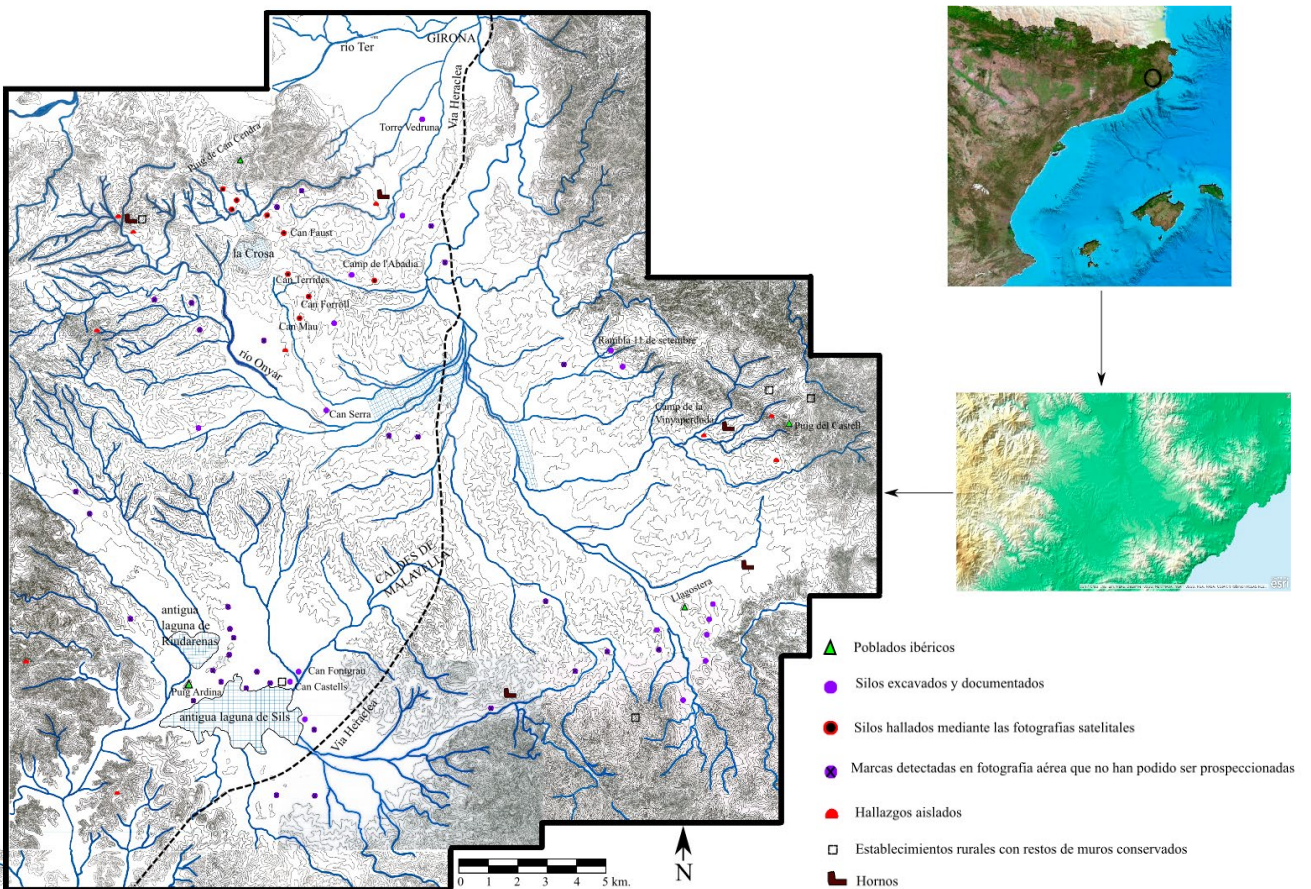 GIRONA
río Ter
Via Heraclea
Torre Vedruna
Puig de Can Cendra
Can Faust
la Crosa
Camp de l'Abadia
Can Terrides
Can Forroll
Can Mau
Rambla 11 de setembre
río Onyar
Can Serra
Camp de la
Vinyaperduda
Puig del Castell
CALDES DE
MALAVELLA
Llagostera
antigua
laguna de
Riudarenas
Can Fontgrau
Can Castells
Puig Ardina
antigua laguna de Sils
Via Heraclea
0 1 2 3 4 5 km.
N
esri
Poblados ibéricos
Silos excavados y documentados
Silos hallados mediante las fotografías satelitales
Marcas detectadas en fotografía aérea que no han podido ser prospeccionadas
Hallazgos aislados
Establecimientos rurales con restos de muros conservados
Hornos